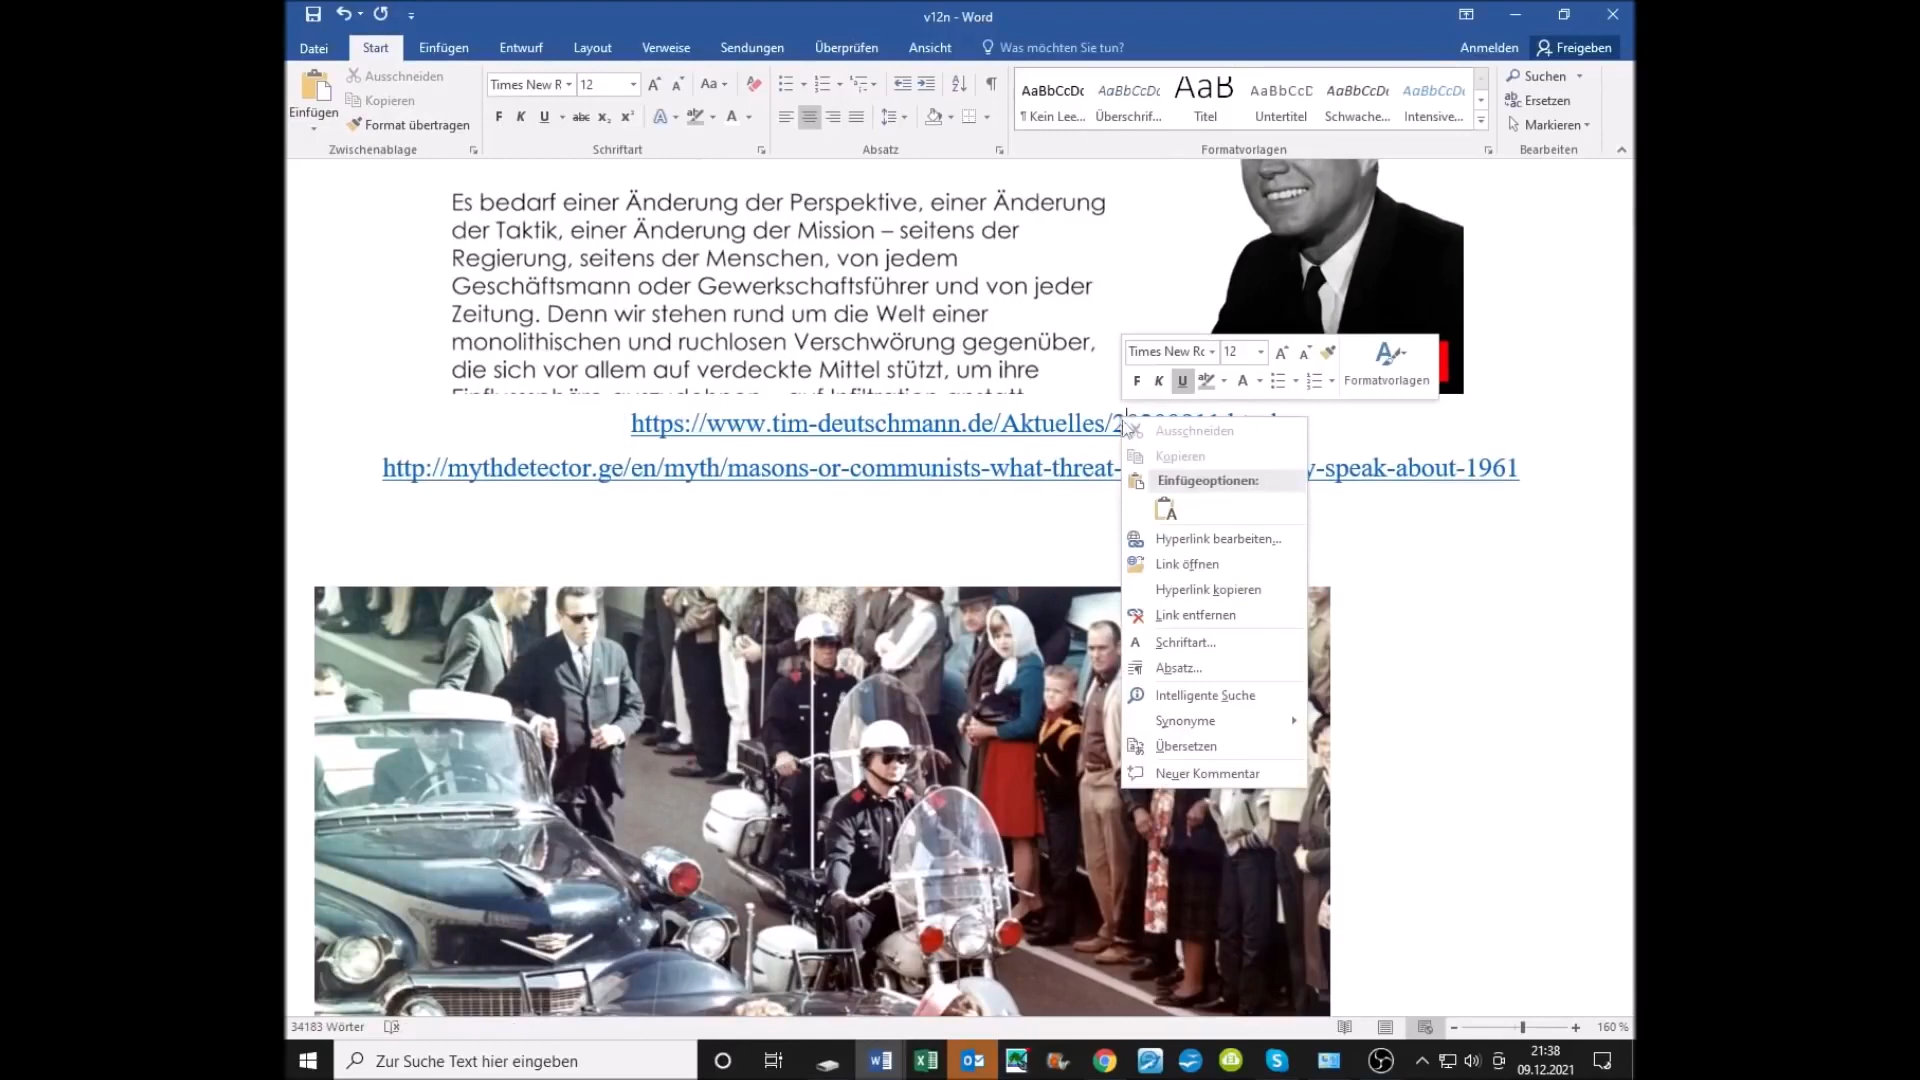 v12n - Word
Datei Start Einfügen Entwurf Layout Verweise Sendungen Überprüfen Ansicht Was möchten Sie tun? Anmelden Freigeben
Einfügen
Ausschneiden
Kopieren
Format übertragen
Zwischenablage
Times New R 12
Aa
F K U abc x₂ x²
A
Schriftart
Absatz
AaBbCcDc AaBbCcDc AaB AaBbCcD AaBbCcDt AaBbCcDt
¶ Kein Lee... Überschrif... Titel Untertitel Schwache... Intensive...
Formatvorlagen
Suchen
Ersetzen
Markieren
Bearbeiten
Es bedarf einer Änderung der Perspektive, einer Änderung
der Taktik, einer Änderung der Mission – seitens der
Regierung, seitens der Menschen, von jedem
Geschäftsmann oder Gewerkschaftsführer und von jeder
Zeitung. Denn wir stehen rund um die Welt einer
monolithischen und ruchlosen Verschwörung gegenüber,
die sich vor allem auf verdeckte Mittel stützt, um ihre
Times New Rc 12
F K U A
Formatvorlagen
https://www.tim-deutschmann.de/Aktuelles/
http://mythdetector.ge/en/myth/masons-or-communists-what-threat- y-speak-about-1961
Ausschneiden
Kopieren
Einfügeoptionen:
Hyperlink bearbeiten...
Link öffnen
Hyperlink kopieren
Link entfernen
Schriftart...
Absatz...
Intelligente Suche
Synonyme
Übersetzen
Neuer Kommentar
34183 Wörter
160 %
Zur Suche Text hier eingeben
21:38
09.12.2021